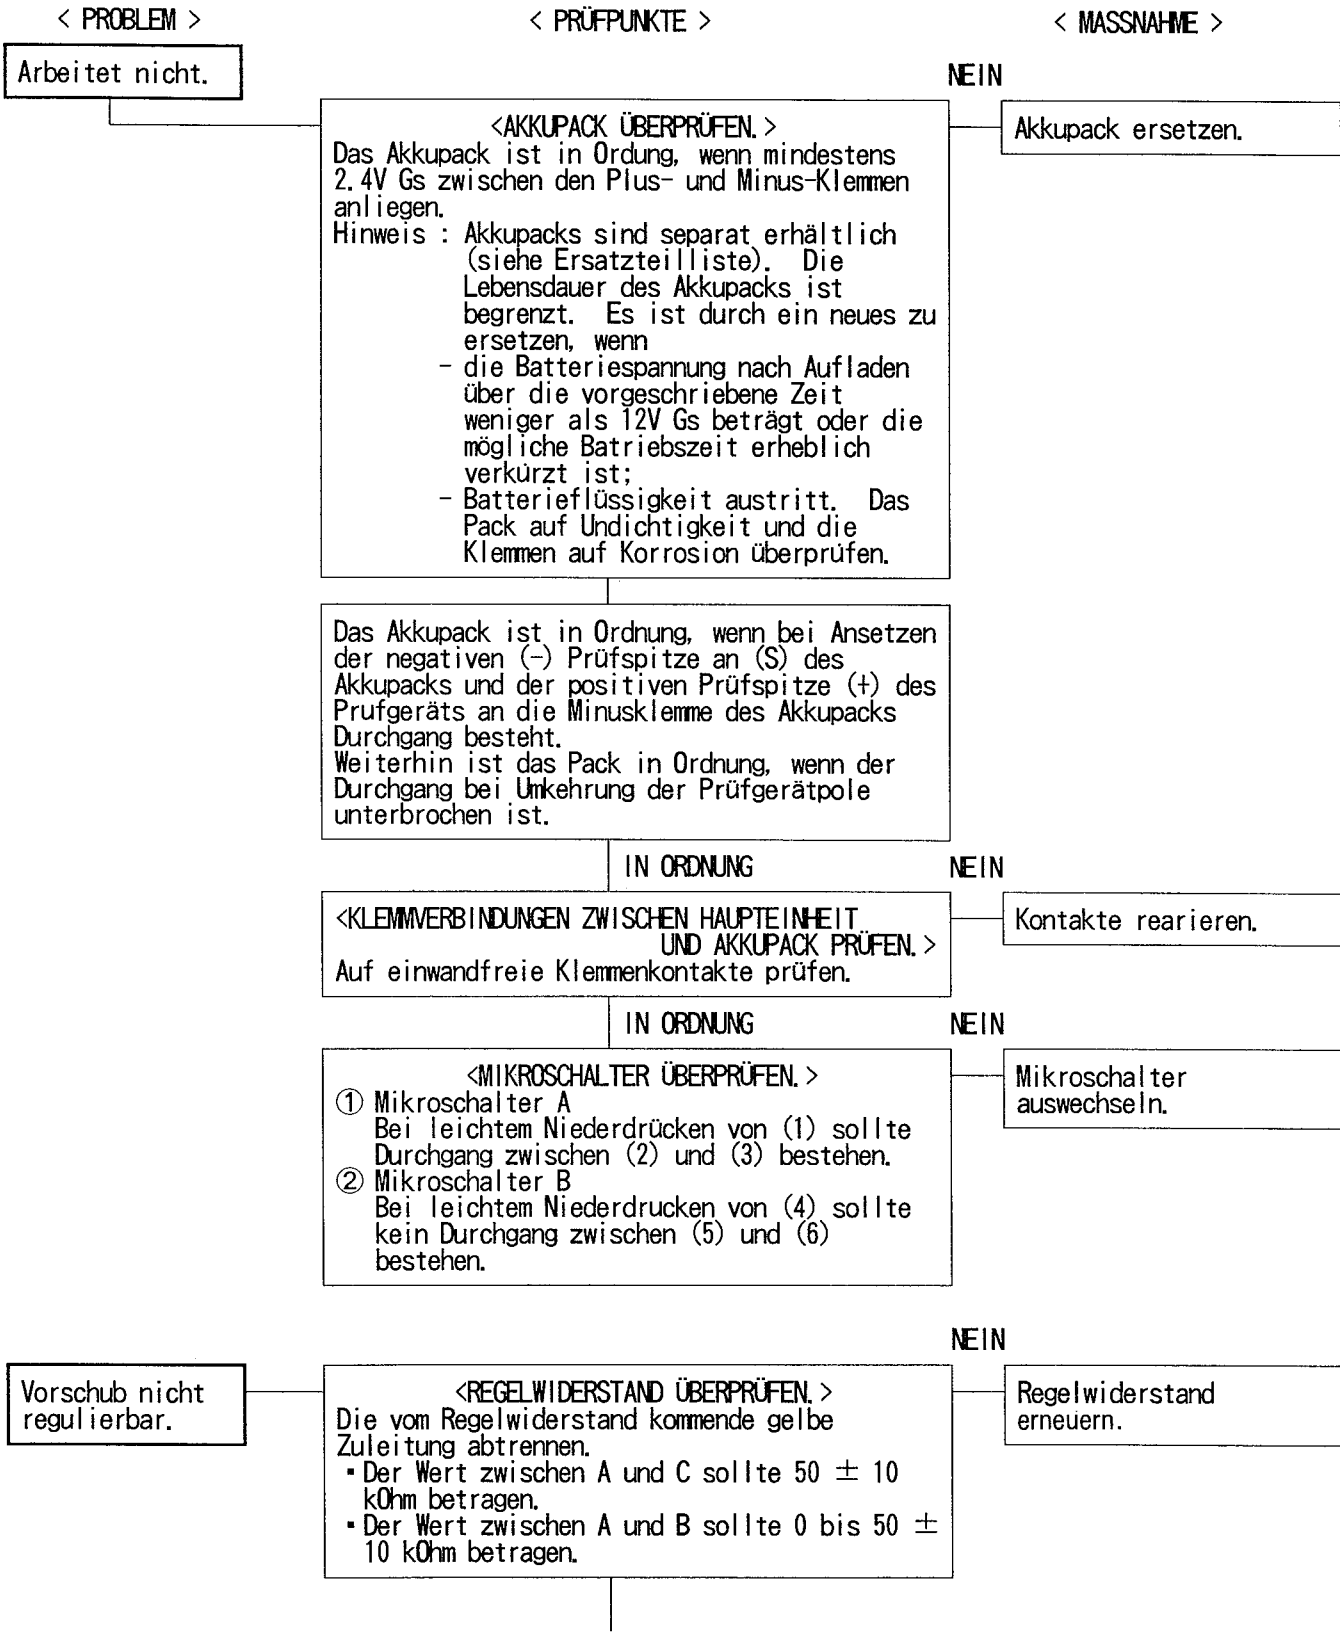 < PROBLEM >
< PRÜFPUNKTE >
< MASSNAHME >
Arbeitet nicht.
NEIN
<AKKUPACK ÜBERPRÜFEN.>
Das Akkupack ist in Ordung, wenn mindestens
2.4V Gs zwischen den Plus- und Minus-Klemmen
anliegen.
Hinweis : Akkupacks sind separat erhältlich
(siehe Ersatzteilliste). Die
Lebensdauer des Akkupacks ist
begrenzt. Es ist durch ein neues zu
ersetzen, wenn
- die Batteriespannung nach Aufladen
über die vorgeschriebene Zeit
weniger als 12V Gs beträgt oder die
mögliche Batriebszeit erheblich
verkürzt ist;
- Batterieflüssigkeit austritt. Das
Pack auf Undichtigkeit und die
Klemmen auf Korrosion überprüfen.
Akkupack ersetzen.
Das Akkupack ist in Ordnung, wenn bei Ansetzen
der negativen (-) Prüfspitze an (S) des
Akkupacks und der positiven Prüfspitze (+) des
Prufgeräts an die Minusklemme des Akkupacks
Durchgang besteht.
Weiterhin ist das Pack in Ordnung, wenn der
Durchgang bei Umkehrung der Prüfgerätpole
unterbrochen ist.
IN ORDNUNG
NEIN
<KLEMMVERBINDUNGEN ZWISCHEN HAUPTEINHEIT
UND AKKUPACK PRÜFEN.>
Auf einwandfreie Klemmenkontakte prüfen.
Kontakte rearieren.
IN ORDNUNG
NEIN
<MIKROSCHALTER ÜBERPRÜFEN.>
① Mikroschalter A
Bei leichtem Niederdrücken von (1) sollte
Durchgang zwischen (2) und (3) bestehen.
② Mikroschalter B
Bei leichtem Niederdrucken von (4) sollte
kein Durchgang zwischen (5) und (6)
bestehen.
Mikroschalter
auswechseln.
NEIN
Vorschub nicht
regulierbar.
<REGELWIDERSTAND ÜBERPRÜFEN.>
Die vom Regelwiderstand kommende gelbe
Zuleitung abtrennen.
▪ Der Wert zwischen A und C sollte 50 ± 10
kOhm betragen.
▪ Der Wert zwischen A und B sollte 0 bis 50 ±
10 kOhm betragen.
Regelwiderstand
erneuern.